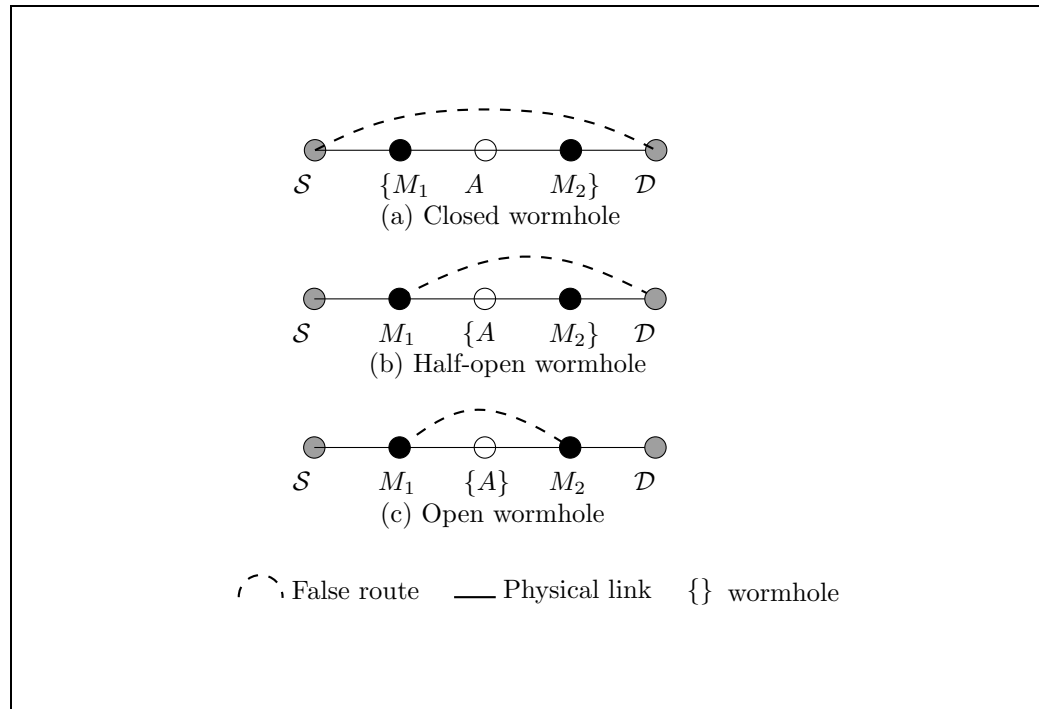 𝒮 {M₁ A M₂} 𝒟
(a) Closed wormhole
𝒮 M₁ {A M₂} 𝒟
(b) Half-open wormhole
𝒮 M₁ {A} M₂ 𝒟
(c) Open wormhole
False route Physical link {} wormhole